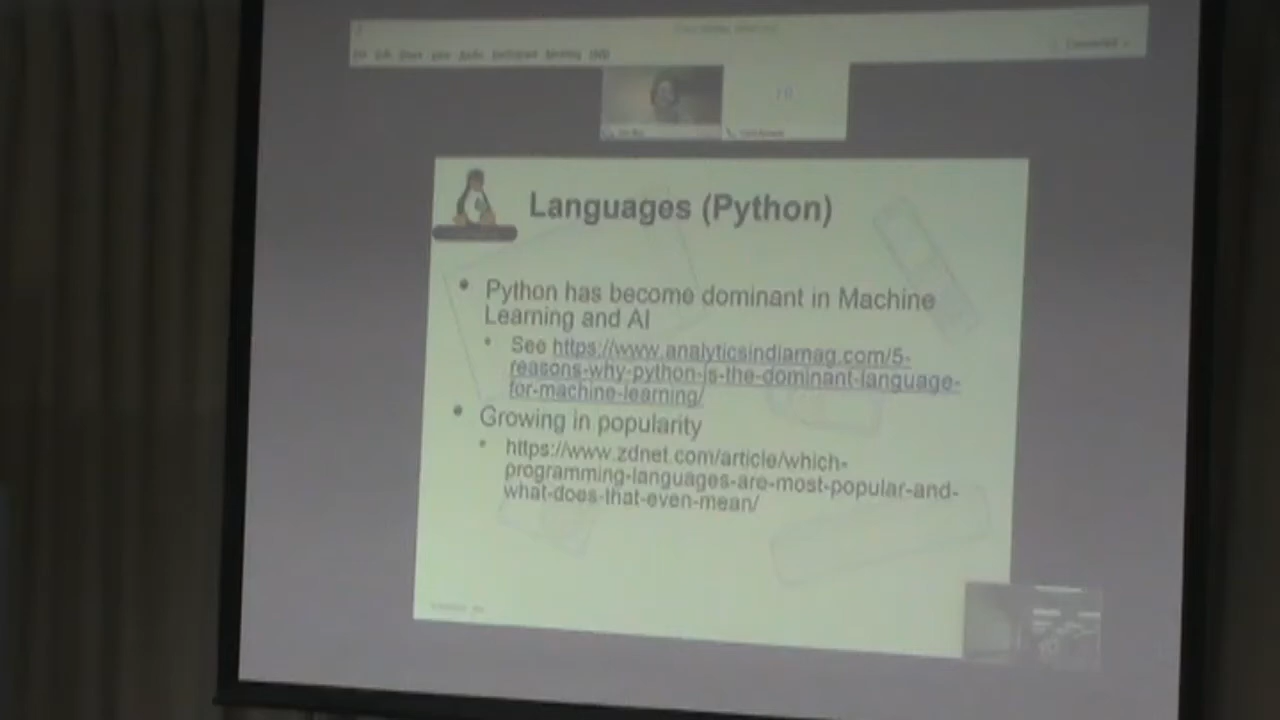 Connected
Languages (Python)
• Python has become dominant in Machine
Learning and AI
• See https://www.analyticsindiamag.com/5-
reasons-why-python-is-the-dominant-language-
for-machine-learning/
• Growing in popularity
• https://www.zdnet.com/article/which-
programming-languages-are-most-popular-and-
what-does-that-even-mean/